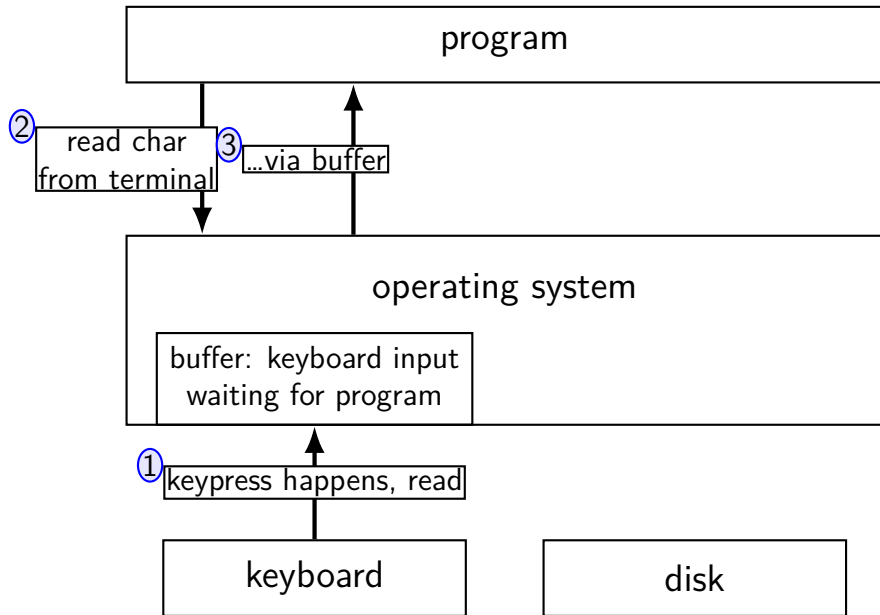 program
2
read char
from terminal
3
...via buffer
operating system
buffer: keyboard input
waiting for program
1
keypress happens, read
keyboard
disk